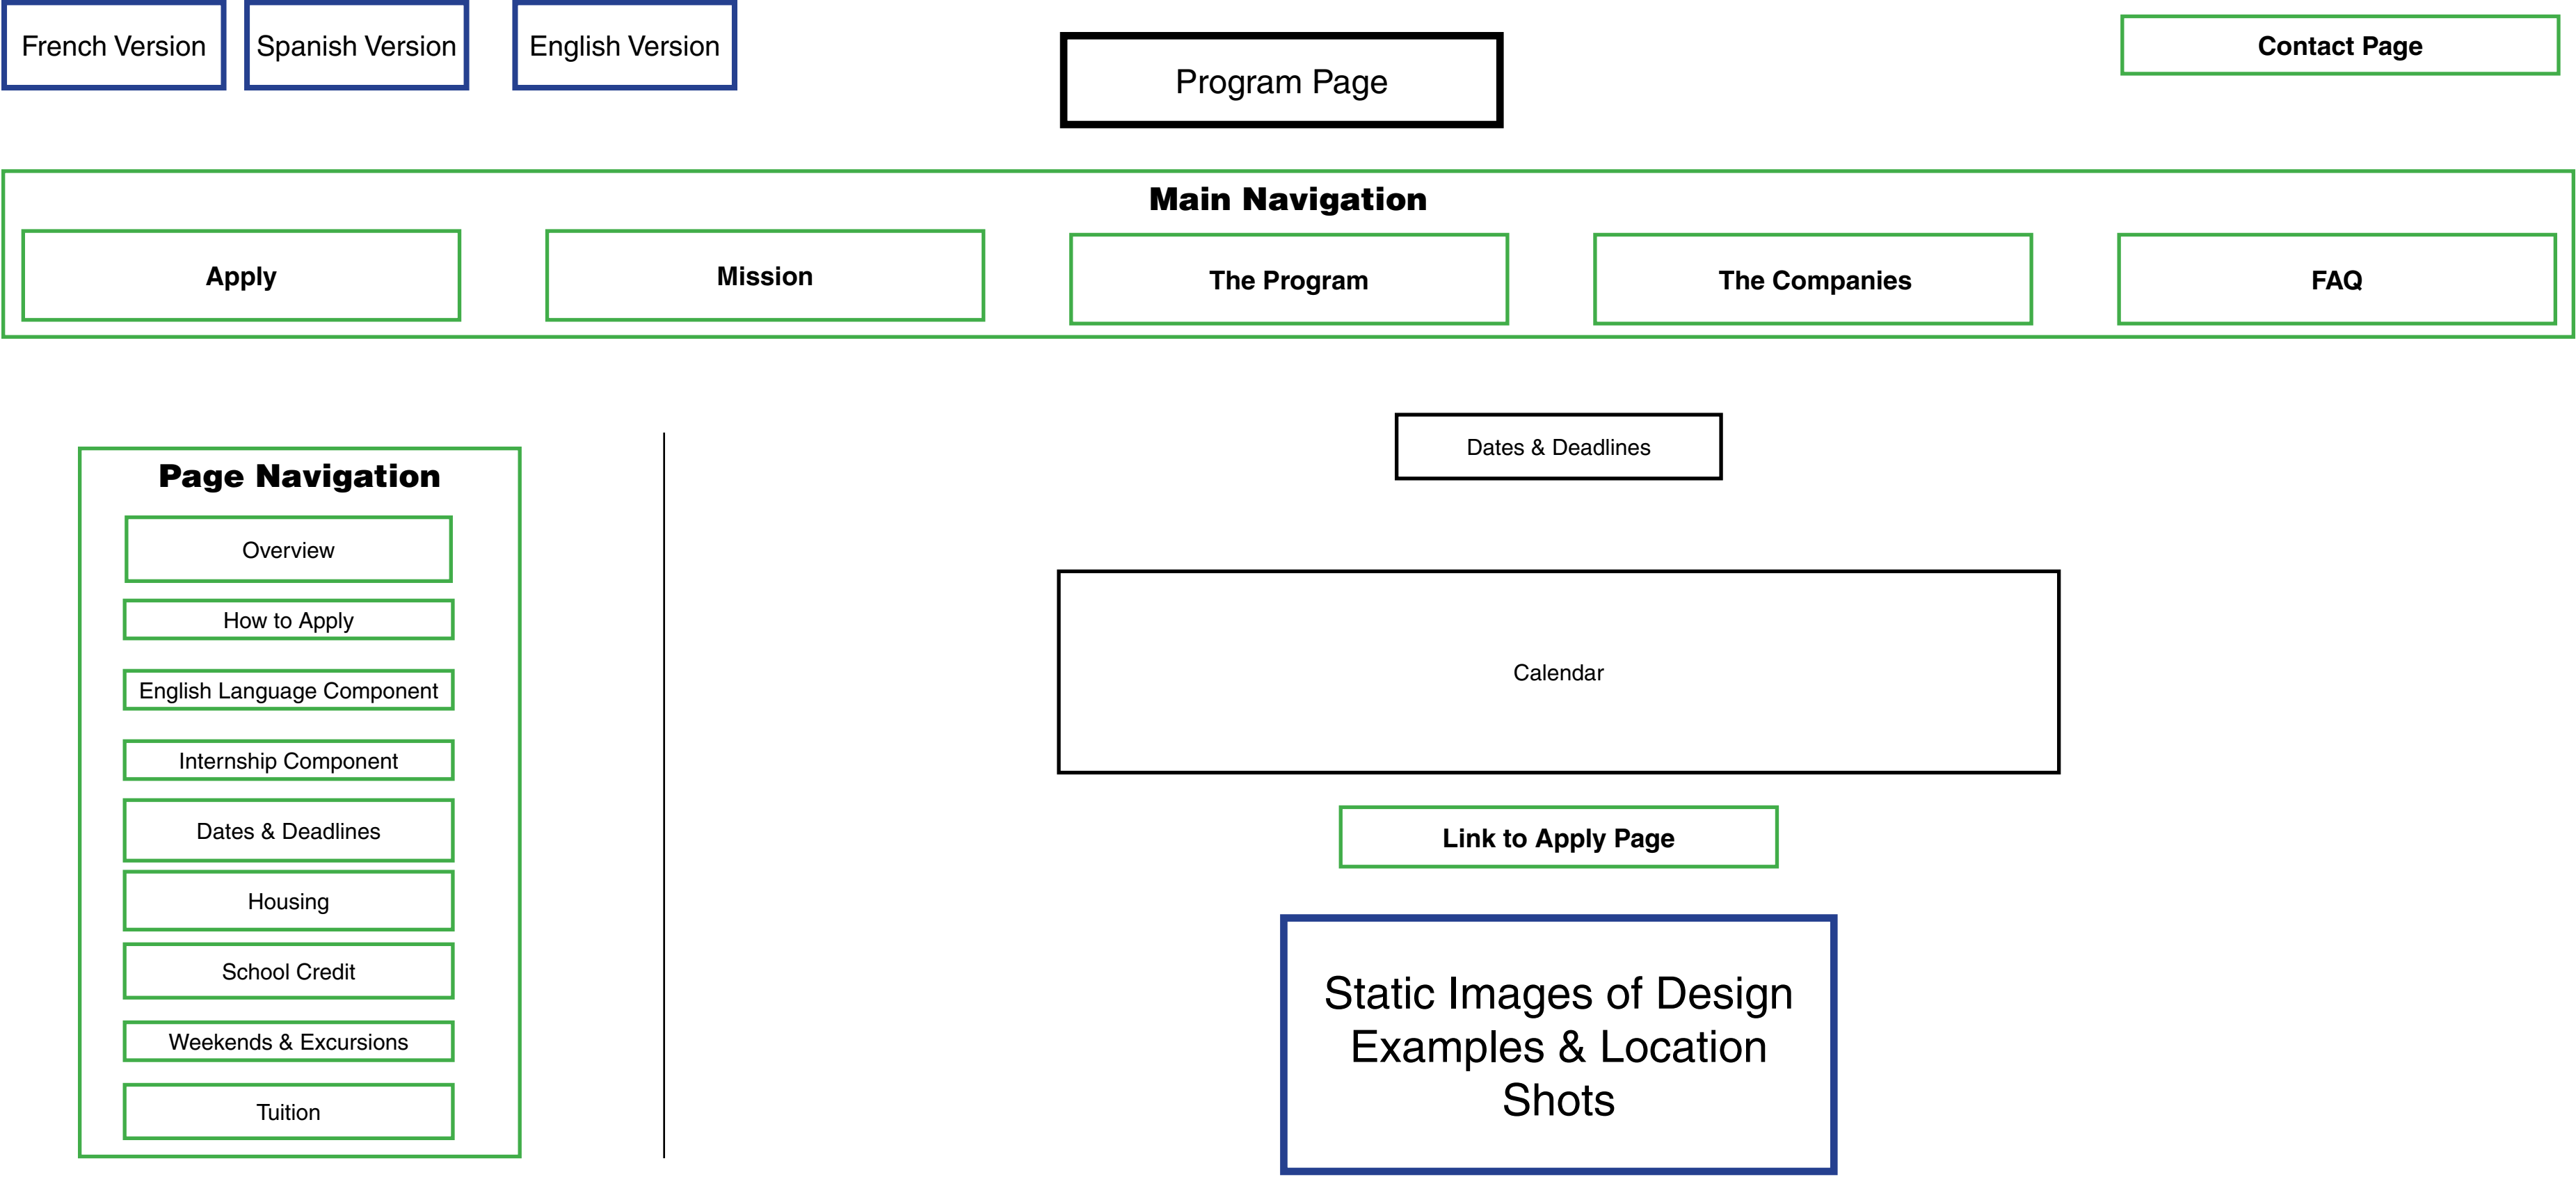 French Version
Spanish Version
English Version
Program Page
Contact Page
Main Navigation
Apply
Mission
The Program
The Companies
FAQ
Page Navigation
Overview
How to Apply
English Language Component
Internship Component
Dates & Deadlines
Housing
School Credit
Weekends & Excursions
Tuition
Dates & Deadlines
Calendar
Link to Apply Page
Static Images of Design
Examples & Location
Shots